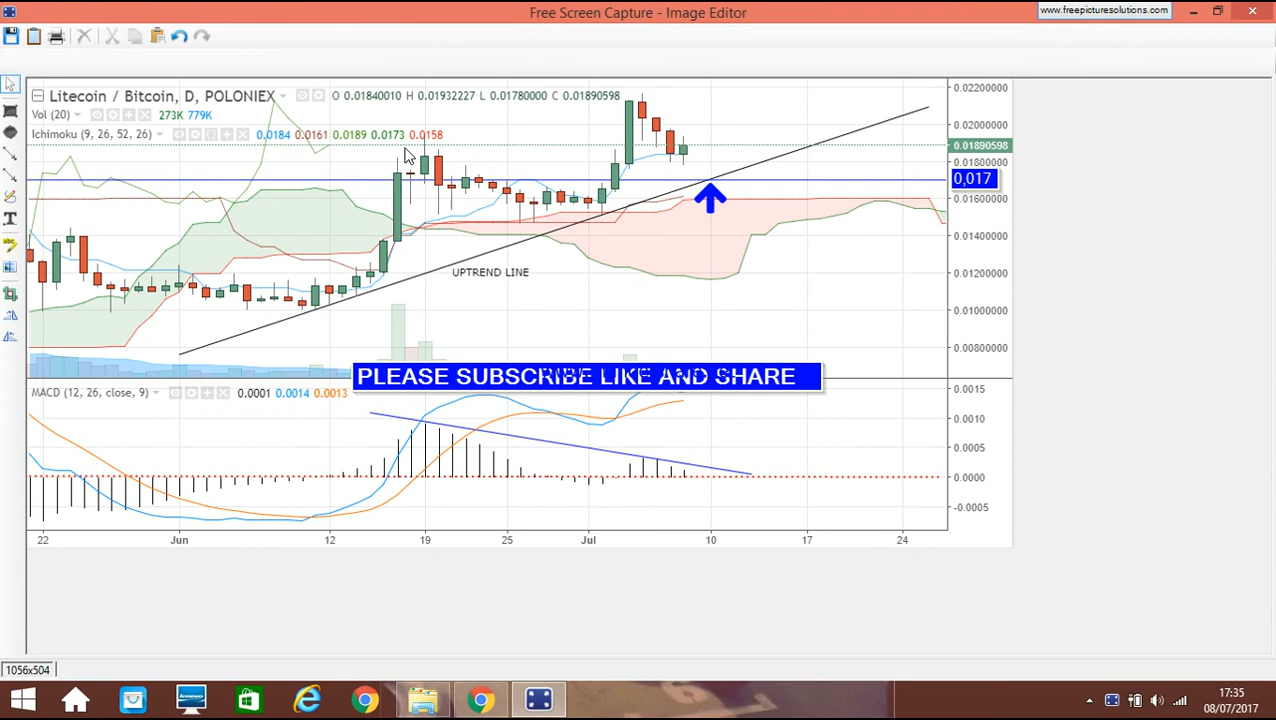 Free Screen Capture - Image Editor
www.freepicturesolutions.com
Litecoin / Bitcoin, D, POLONIEX O 0.01840010 H 0.01932227 L 0.01780000 C 0.01890598
Vol (20) 273K 779K
Ichimoku (9, 26, 52, 26) 0.0184 0.0161 0.0189 0.0173 0.0158
0.02200000
0.02000000
0.01890598
0.01800000
0,017
0.01600000
0.01400000
0.01200000
0.01000000
0.00800000
UPTREND LINE
PLEASE SUBSCRIBE LIKE AND SHARE
MACD (12, 26, close, 9) 0.0001 0.0014 0.0013
0.0015
0.0010
0.0005
0.0000
-0.0005
22 Jun 12 19 25 Jul 10 17 24
1056x504
Lenovo
17:35
08/07/2017